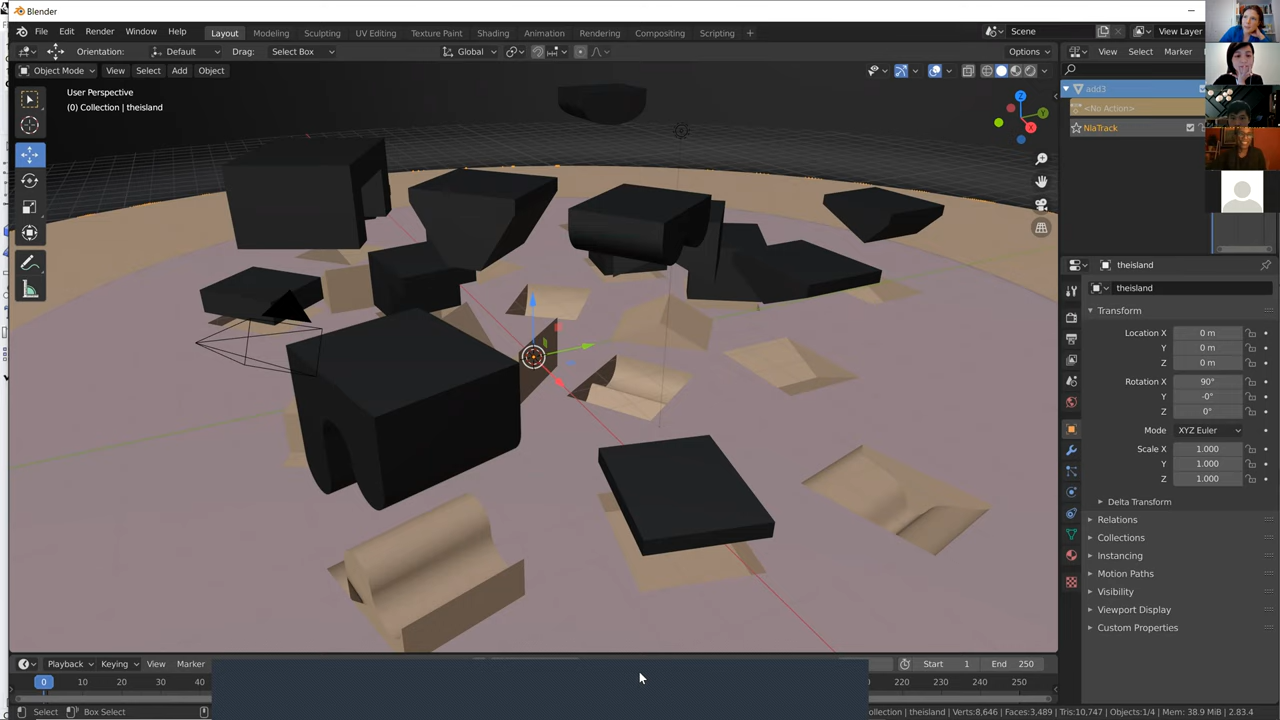 Blender
File Edit Render Window Help
Layout Modeling Sculpting UV Editing Texture Paint Shading Animation Rendering Compositing Scripting +
Scene
View Layer
Orientation: Default Drag: Select Box
Global
Options
View Select Marker
Object Mode View Select Add Object
User Perspective
(0) Collection | theisland
add3
<No Action>
NlaTrack
Z
Y
X
theisland
theisland
Transform
Location X 0 m
Y 0 m
Z 0 m
Rotation X 90°
Y -0°
Z 0°
Mode XYZ Euler
Scale X 1.000
Y 1.000
Z 1.000
Delta Transform
Relations
Collections
Instancing
Motion Paths
Visibility
Viewport Display
Custom Properties
Playback Keying View Marker
Start 1 End 250
0 10 20 30 40
220 230 240 250
Select Box Select
ollection | theisland | Verts:8,646 | Faces:3,489 | Tris:10,747 | Objects:1/4 | Mem: 38.9 MiB | 2.83.4